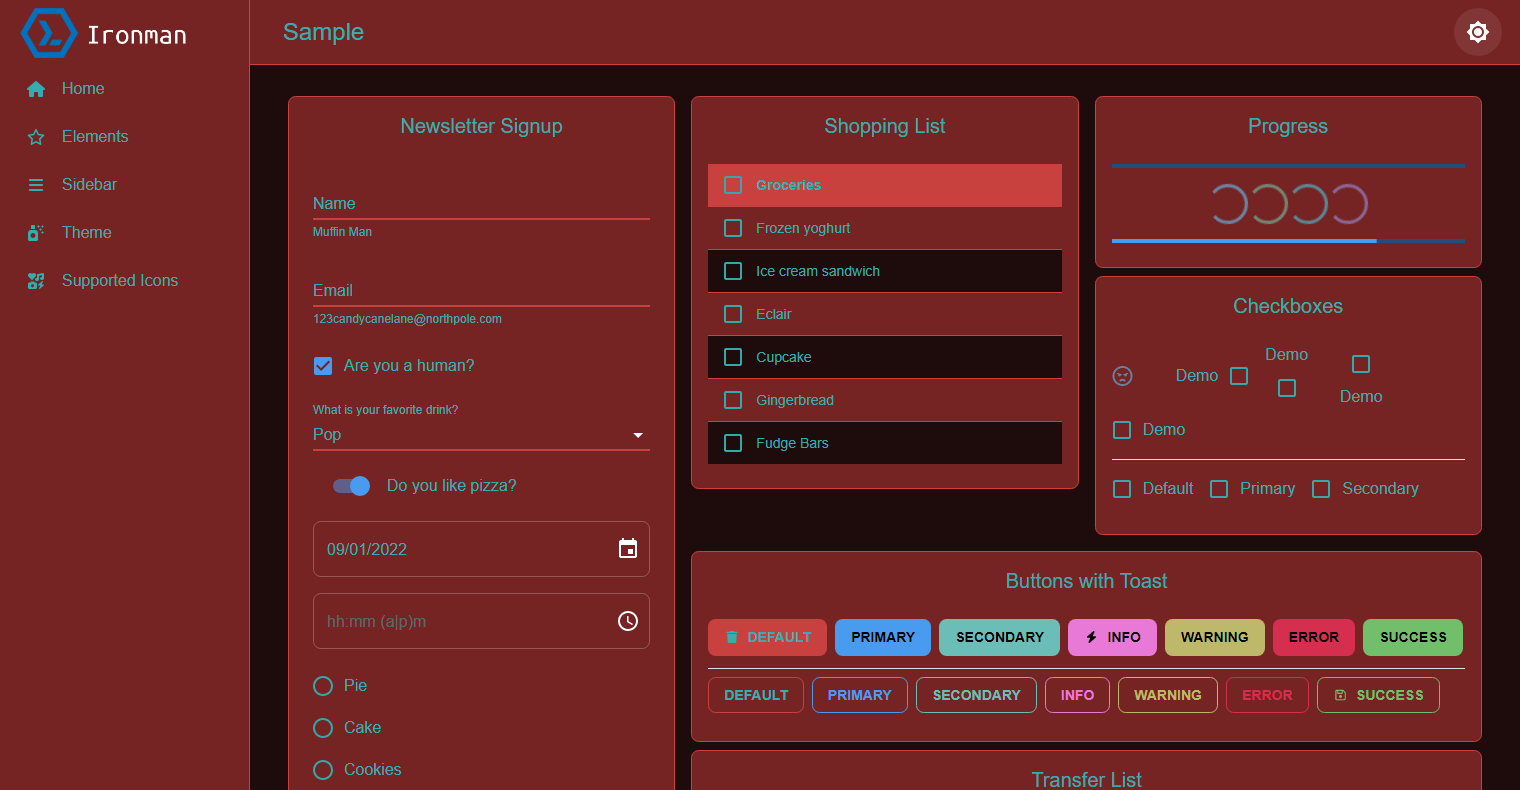 Ironman
Home
Elements
Sidebar
Theme
Supported Icons
Sample
Newsletter Signup
Name
Muffin Man
Email
123candycanelane@northpole.com
Are you a human?
What is your favorite drink?
Pop
Do you like pizza?
09/01/2022
hh:mm (a|p)m
Pie
Cake
Cookies
Shopping List
Groceries
Frozen yoghurt
Ice cream sandwich
Eclair
Cupcake
Gingerbread
Fudge Bars
Progress
Checkboxes
Demo
Demo
Demo
Demo
Default Primary Secondary
Buttons with Toast
DEFAULT PRIMARY SECONDARY INFO WARNING ERROR SUCCESS
DEFAULT PRIMARY SECONDARY INFO WARNING ERROR SUCCESS
Transfer List